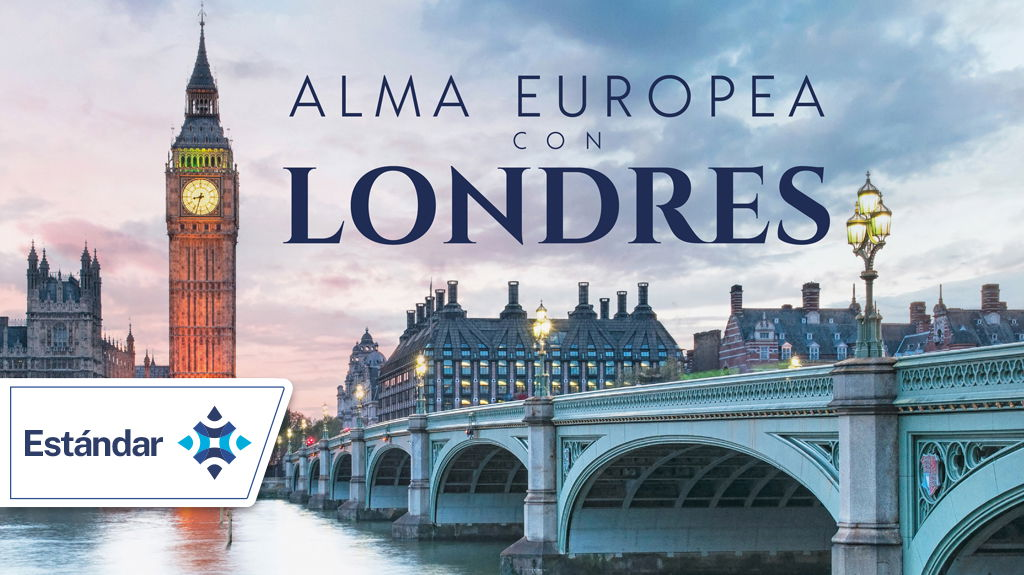 ALMA EUROPEA
CON
LONDRES
Estándar